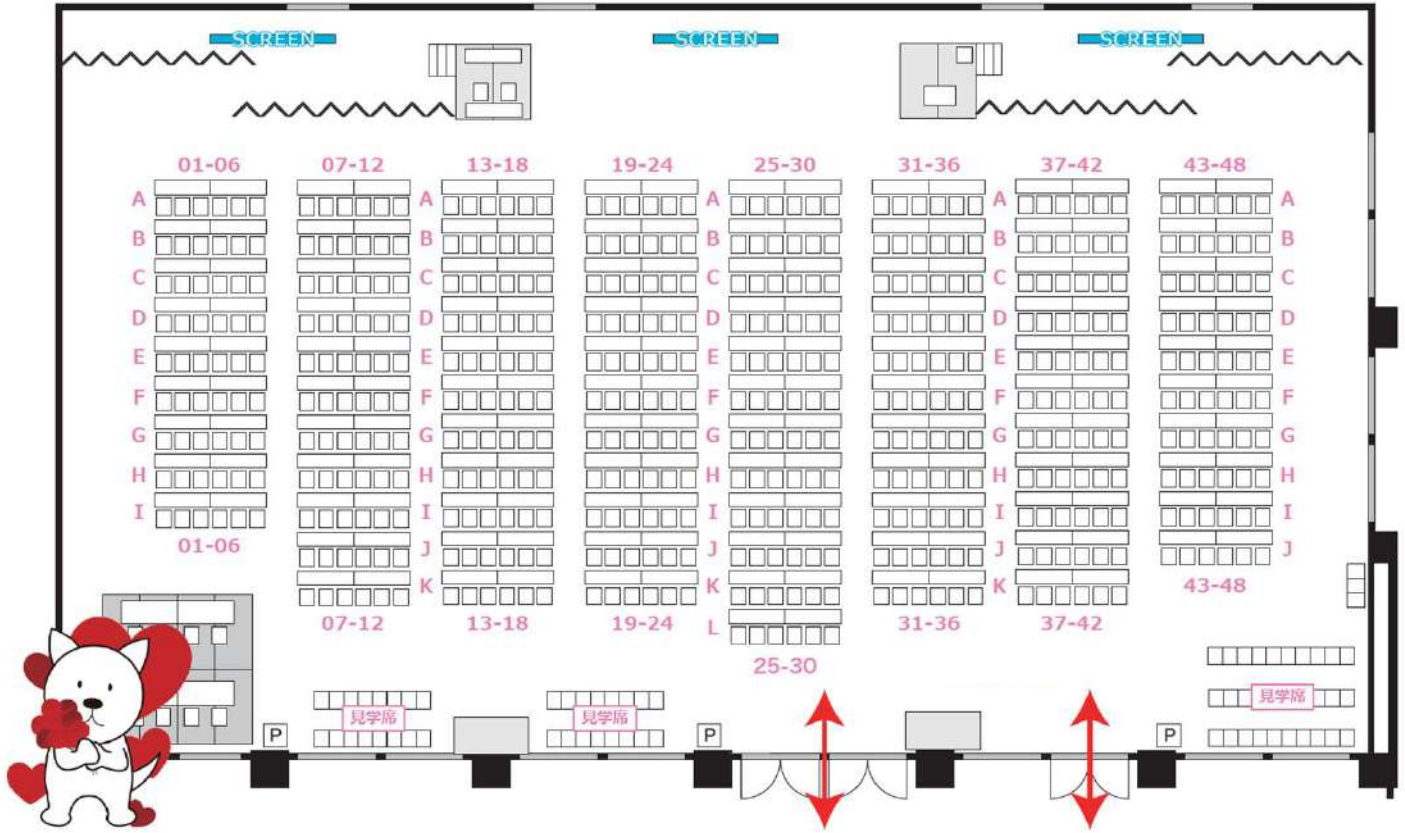 SCREEN SCREEN SCREEN
01-06 07-12 13-18 19-24 25-30 31-36 37-42 43-48
A A A A A
B B B B B
C C C C C
D D D D D
E E E E E
F F F F F
G G G G G
H H H H H
I I I I I
01-06 J J J J
K K K 43-48
07-12 13-18 19-24 L 31-36 37-42
25-30
見学席 見学席 見学席
P P P